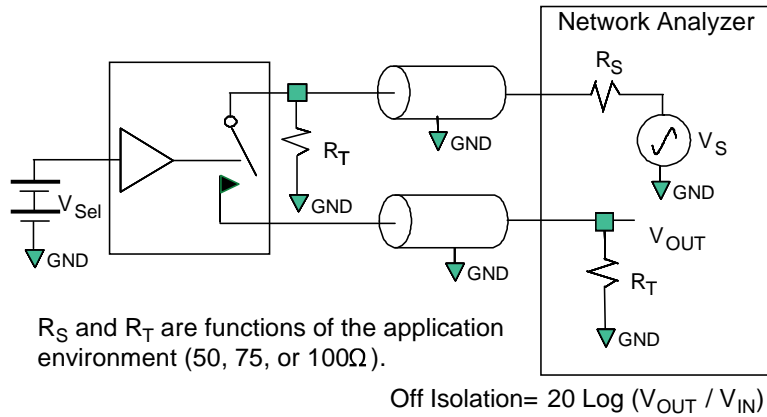 Network Analyzer
R_S
V_S
GND
GND
R_T
GND
V_Sel
GND
GND
V_OUT
R_T
GND
R_S and R_T are functions of the application
environment (50, 75, or 100Ω).
Off Isolation= 20 Log (V_OUT / V_IN)